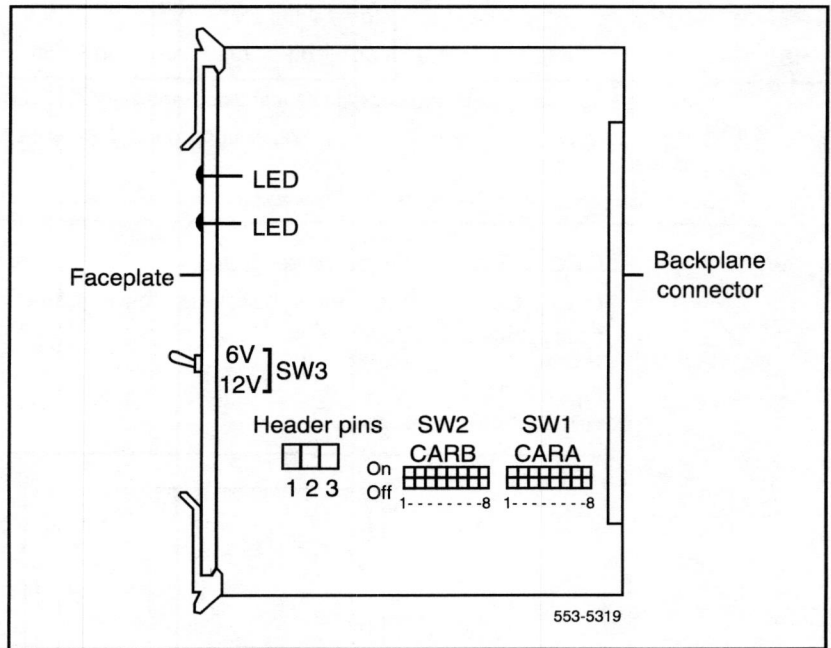 LED
LED
Faceplate
Backplane
connector
6V
12V
SW3
Header pins
1 2 3
SW2
CARB
SW1
CARA
On
Off
1--------8
1--------8
553-5319